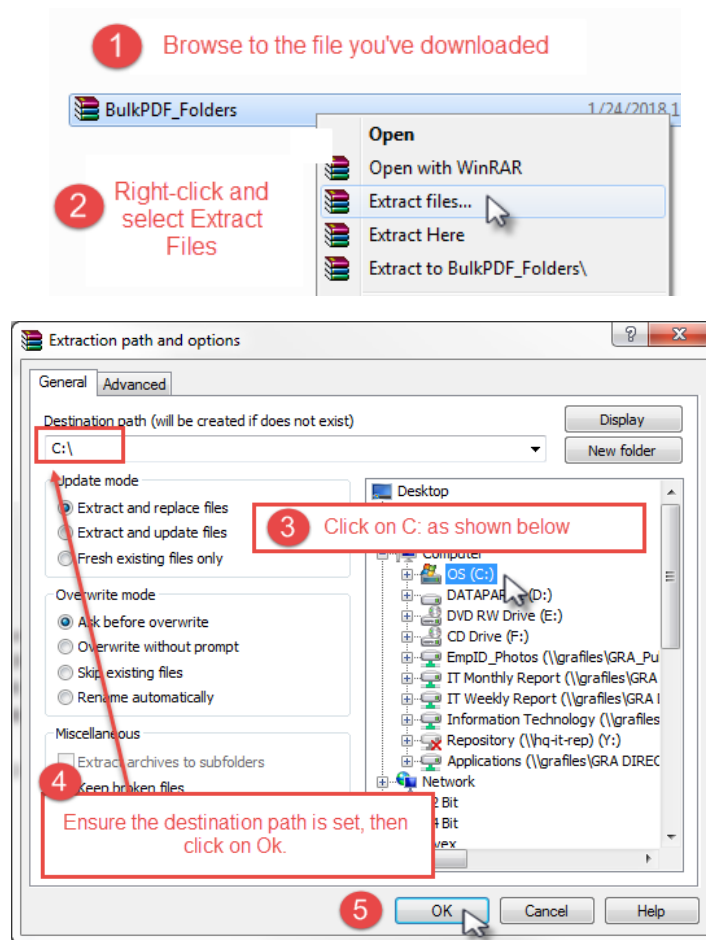 1 Browse to the file you've downloaded
BulkPDF_Folders 1/24/2018 1
Open
2 Right-click and
select Extract
Files
Open with WinRAR
Extract files...
Extract Here
Extract to BulkPDF_Folders\
Extraction path and options
General Advanced
Destination path (will be created if does not exist)
Display
C:\
New folder
Update mode
Extract and replace files
Extract and update files
Fresh existing files only
Overwrite mode
Ask before overwrite
Overwrite without prompt
Skip existing files
Rename automatically
Miscellaneous
Extract archives to subfolders
Keep broken files
Desktop
3 Click on C: as shown below
Computer
OS (C:)
(D:)
DVD RW Drive (E:)
CD Drive (F:)
EmpID_Photos (\\grafiles\GRA_Pu
IT Monthly Report (\\grafiles\GRA
IT Weekly Report (\\grafiles\GRA I
Information Technology (\\grafiles
Repository (\\hq-it-rep) (Y:)
Applications (\\grafiles\GRA DIREC
Network
2 Bit
4 Bit
vex
4 Ensure the destination path is set, then
click on Ok.
5 OK Cancel Help